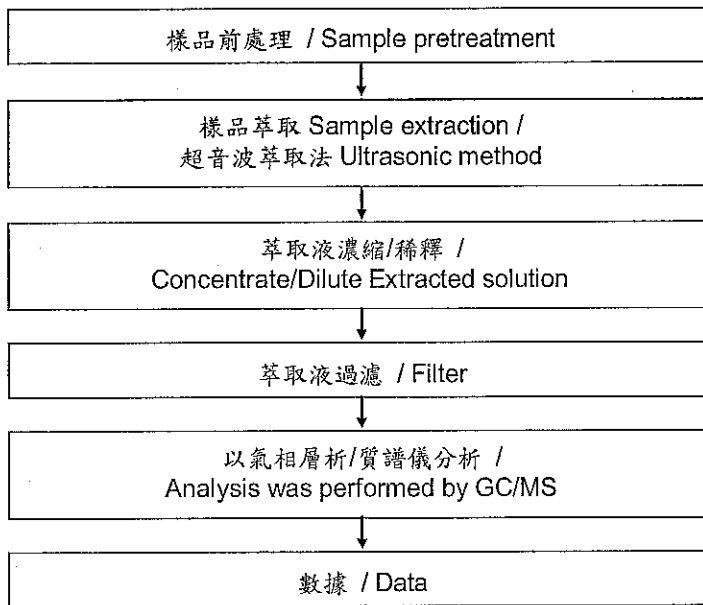 樣品前處理 / Sample pretreatment
樣品萃取 Sample extraction /
超音波萃取法 Ultrasonic method
萃取液濃縮/稀釋 /
Concentrate/Dilute Extracted solution
萃取液過濾 / Filter
以氣相層析/質譜儀分析 /
Analysis was performed by GC/MS
數據 / Data